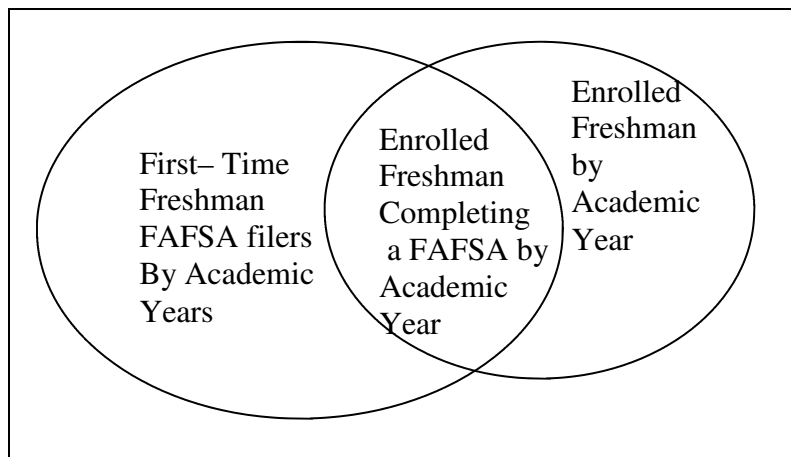 First– Time
Freshman
FAFSA filers
By Academic
Years
Enrolled
Freshman
Completing
a FAFSA by
Academic
Year
Enrolled
Freshman
by
Academic
Year